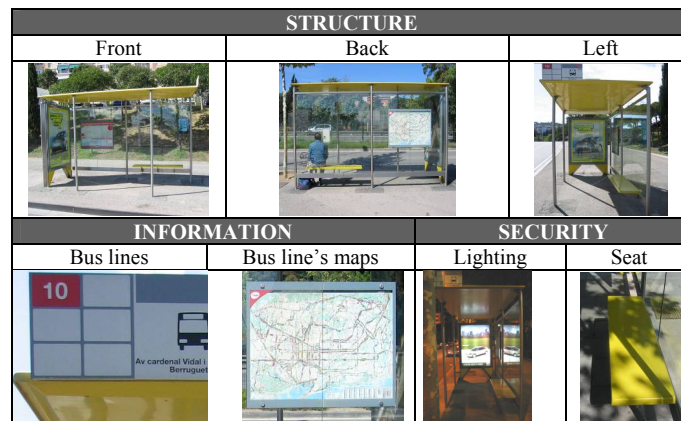 STRUCTURE
Front Back Left
INFORMATION SECURITY
Bus lines Bus line's maps Lighting Seat
10
Av cardenal Vidal i
Berruguet